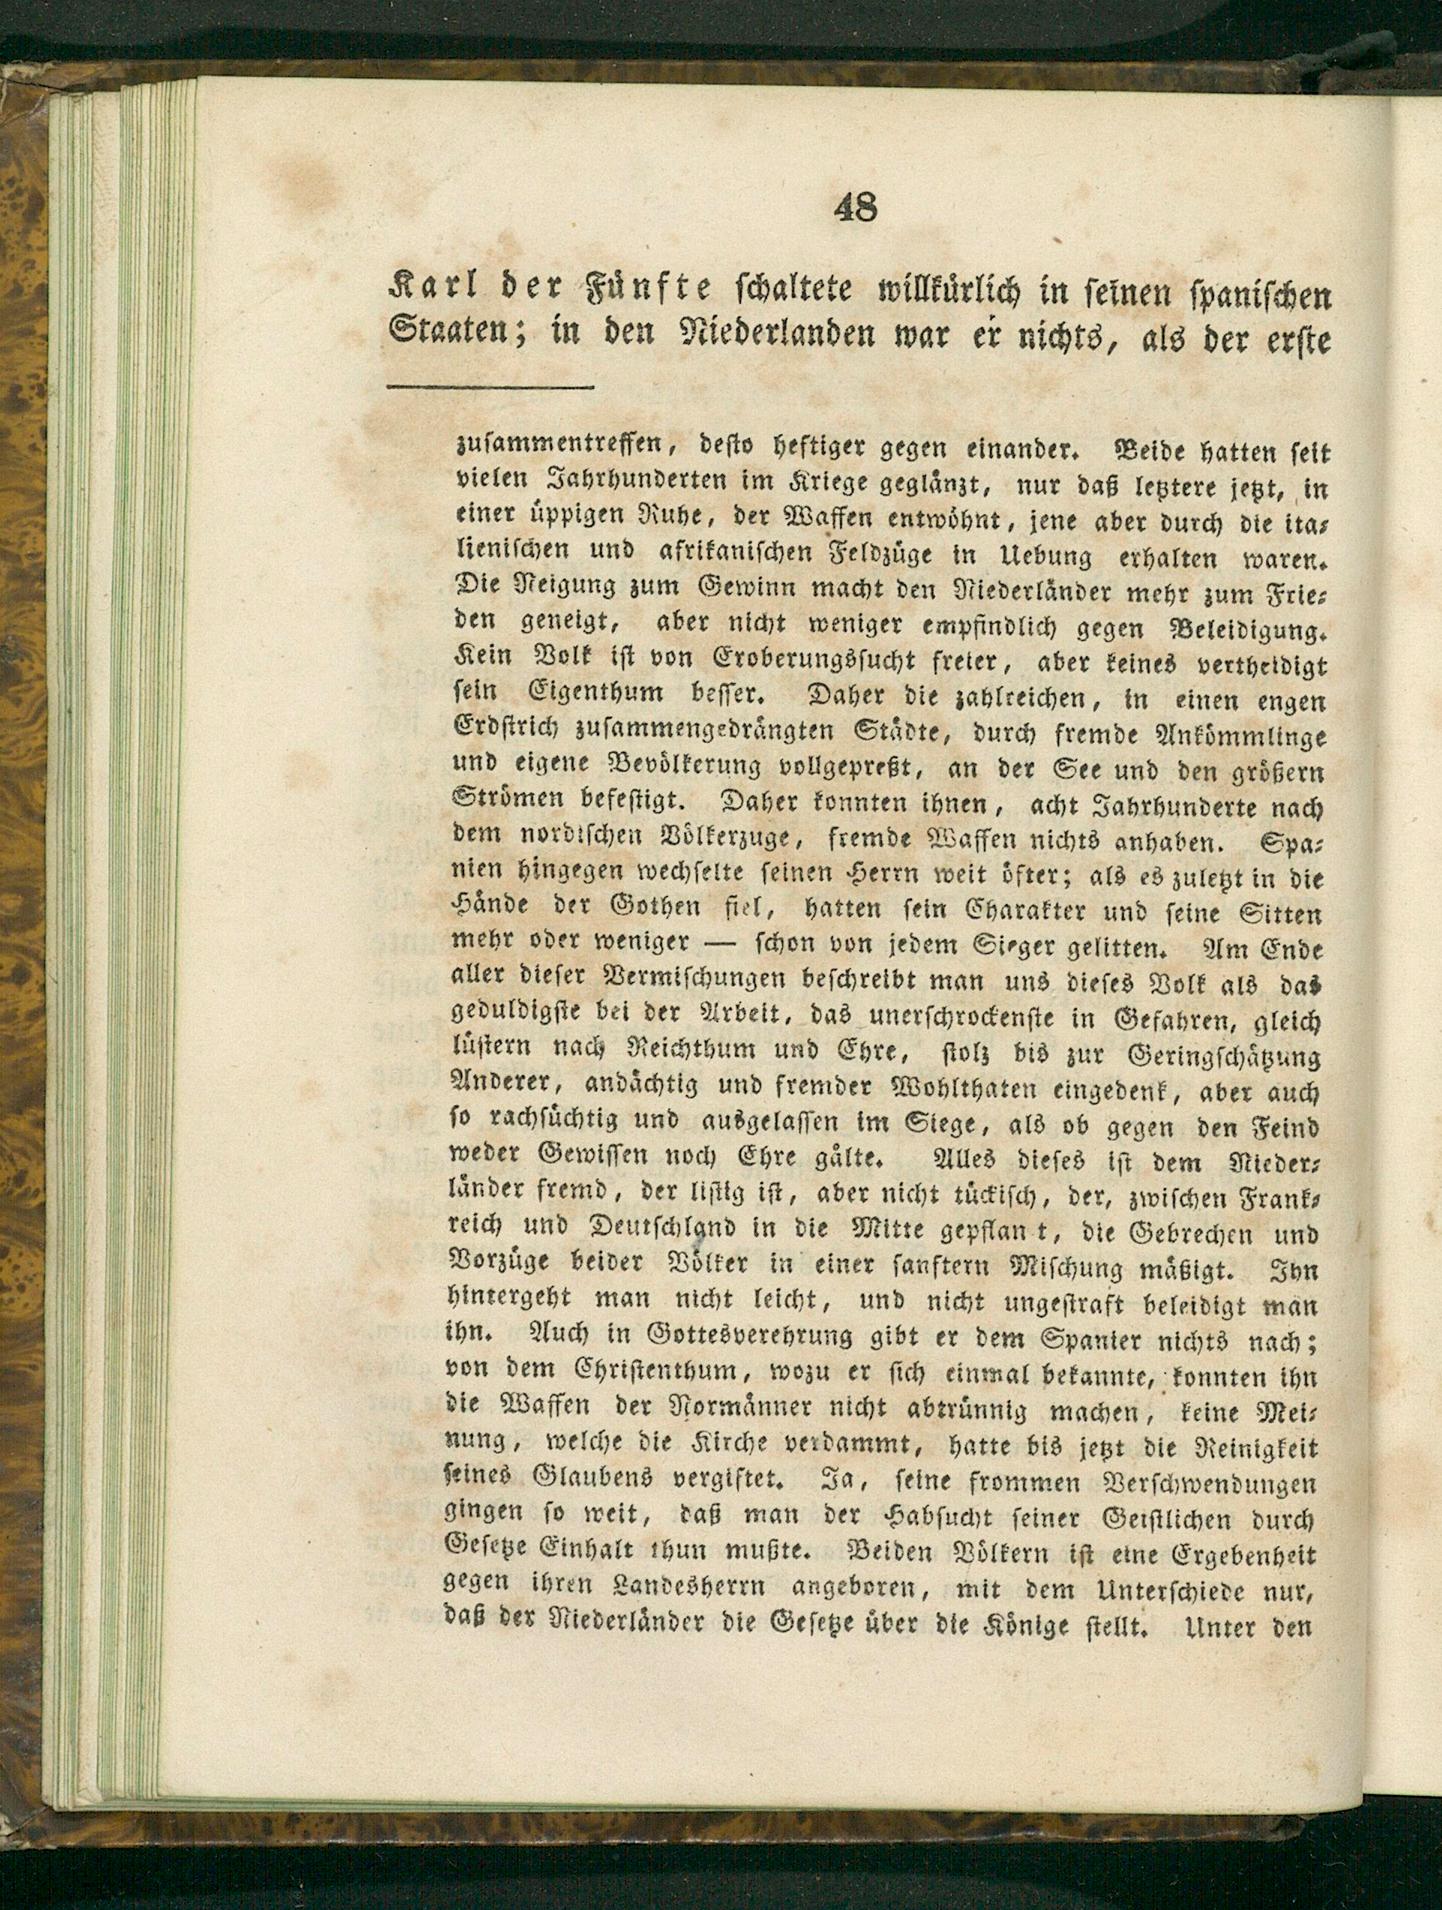 48
Karl der Fünfte schaltete willkürlich in seinen spanischen
Staaten; in den Niederlanden war er nichts, als der erste
zusammentreffen, desto heftiger gegen einander. Beide hatten seit
vielen Jahrhunderten im Kriege geglänzt, nur daß letztere jetzt, in
einer üppigen Ruhe, der Waffen entwöhnt, jene aber durch die ita-
lienischen und afrikanischen Feldzüge in Uebung erhalten waren.
Die Neigung zum Gewinn macht den Niederländer mehr zum Frie-
den geneigt, aber nicht weniger empfindlich gegen Beleidigung.
Kein Volk ist von Eroberungssucht freier, aber keines vertheidigt
sein Eigenthum besser. Daher die zahlreichen, in einen engen
Erdstrich zusammengedrängten Städte, durch fremde Ankömmlinge
und eigene Bevölkerung vollgepreßt, an der See und den größern
Strömen befestigt. Daher konnten ihnen, acht Jahrhunderte nach
dem nordischen Völkerzuge, fremde Waffen nichts anhaben. Spa-
nien hingegen wechselte seinen Herrn weit öfter; als es zuletzt in die
Hände der Gothen fiel, hatten sein Charakter und seine Sitten
mehr oder weniger — schon von jedem Sieger gelitten. Am Ende
aller dieser Vermischungen beschreibt man uns dieses Volk als das
geduldigste bei der Arbeit, das unerschrockenste in Gefahren, gleich
lüstern nach Reichthum und Ehre, stolz bis zur Geringschätzung
Anderer, andächtig und fremder Wohlthaten eingedenk, aber auch
so rachsüchtig und ausgelassen im Siege, als ob gegen den Feind
weder Gewissen noch Ehre gälte. Alles dieses ist dem Nieder-
länder fremd, der listig ist, aber nicht tückisch, der, zwischen Frank-
reich und Deutschland in die Mitte gepflan t, die Gebrechen und
Vorzüge beider Völker in einer sanftern Mischung mäßigt. Ihn
hintergeht man nicht leicht, und nicht ungestraft beleidigt man
ihn. Auch in Gottesverehrung gibt er dem Spanier nichts nach;
von dem Christenthum, wozu er sich einmal bekannte, konnten ihn
die Waffen der Normänner nicht abtrünnig machen, keine Mei-
nung, welche die Kirche verdammt, hatte bis jetzt die Reinigkeit
seines Glaubens vergiftet. Ja, seine frommen Verschwendungen
gingen so weit, daß man der Habsucht seiner Geistlichen durch
Gesetze Einhalt thun mußte. Beiden Völkern ist eine Ergebenheit
gegen ihren Landesherrn angeboren, mit dem Unterschiede nur,
daß der Niederländer die Gesetze über die Könige stellt. Unter den